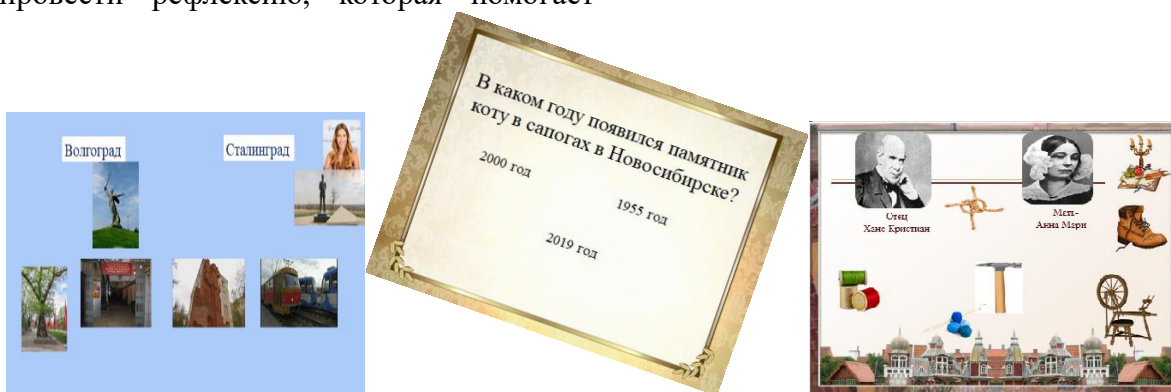 провести рефлексию, которая помогает
Волгоград
Сталинград
В каком году появился памятник
коту в сапогах в Новосибирске?
2000 год
1955 год
2019 год
Отец
Ханс Кристиан
Мать-
Анна Мари